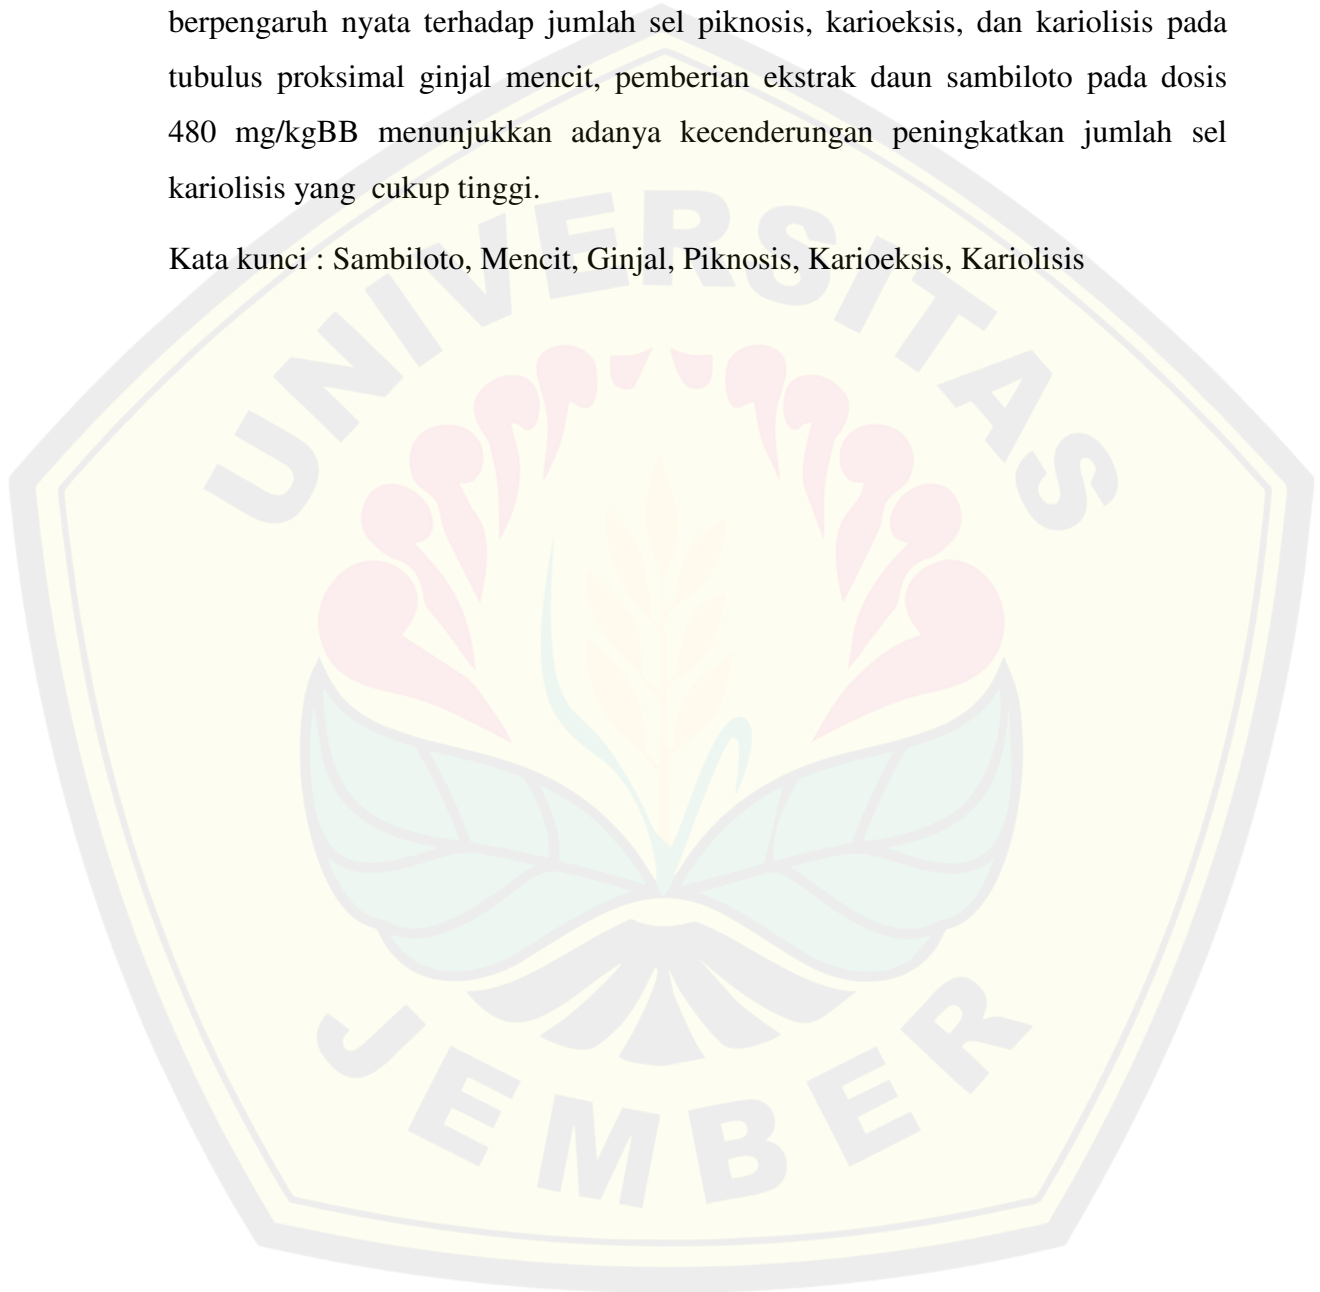 berpengaruh nyata terhadap jumlah sel piknosis, karioeksis, dan kariolisis pada
tubulus proksimal ginjal mencit, pemberian ekstrak daun sambiloto pada dosis
480 mg/kgBB menunjukkan adanya kecenderungan peningkatkan jumlah sel
kariolisis yang cukup tinggi.
Kata kunci : Sambiloto, Mencit, Ginjal, Piknosis, Karioeksis, Kariolisis
UNIVERSITAS
JEMBER